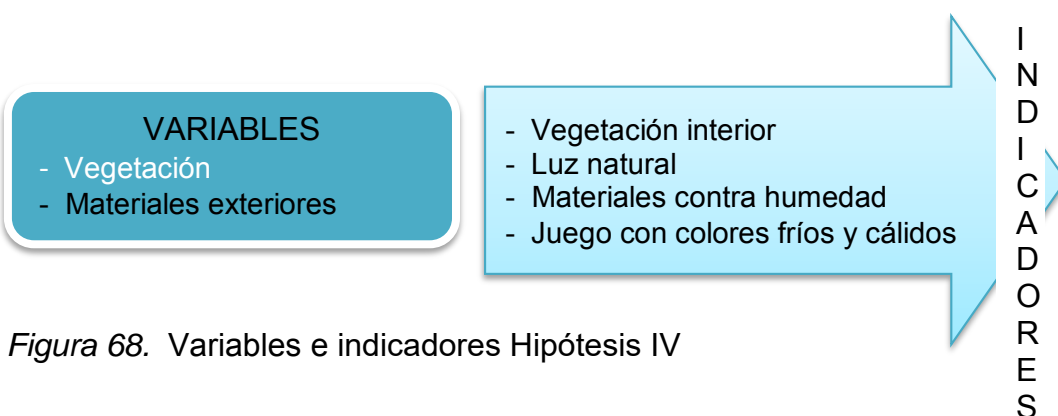 VARIABLES
- Vegetación
- Materiales exteriores
- Vegetación interior
- Luz natural
- Materiales contra humedad
- Juego con colores fríos y cálidos
I
N
D
I
C
A
D
O
R
E
S
Figura 68. Variables e indicadores Hipótesis IV